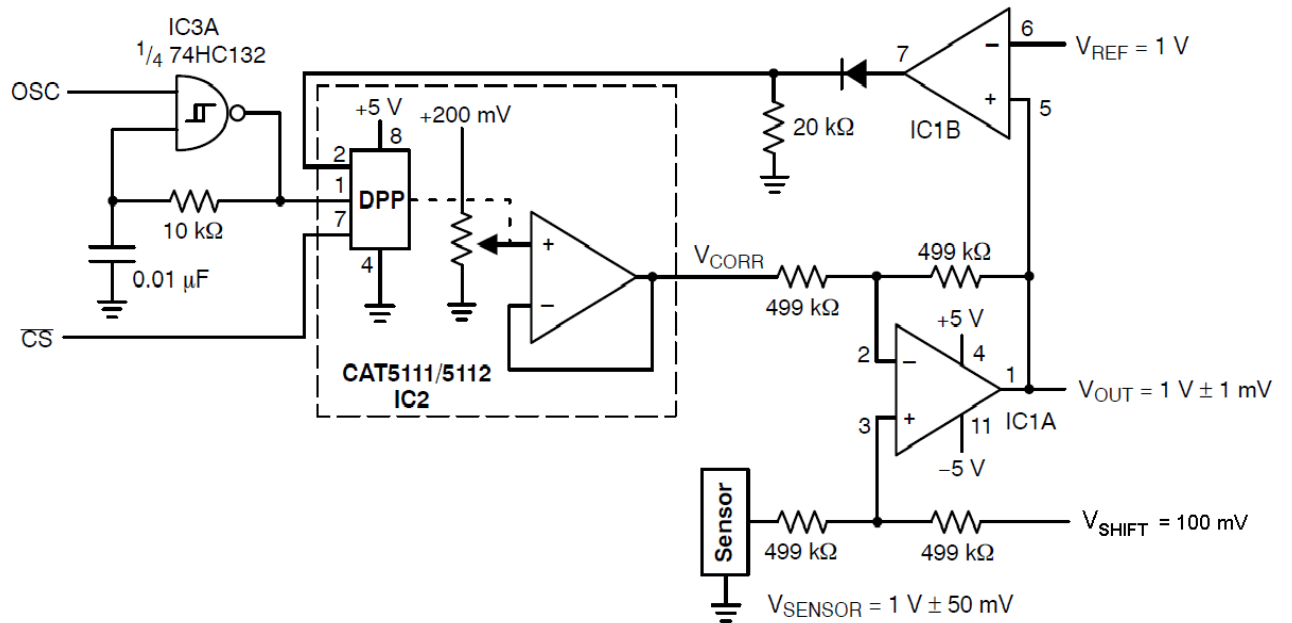 IC3A
1/4 74HC132
OSC
10 kΩ
0.01 µF
CS
+5 V
+200 mV
8
2
1
7
DPP
4
+
−
CAT5111/5112
IC2
7
6
−
+
5
IC1B
VREF = 1 V
20 kΩ
VCORR
499 kΩ
499 kΩ
+5 V
4
2
−
1
3
+
11
IC1A
−5 V
VOUT = 1 V ± 1 mV
Sensor
499 kΩ
499 kΩ
VSHIFT = 100 mV
VSENSOR = 1 V ± 50 mV